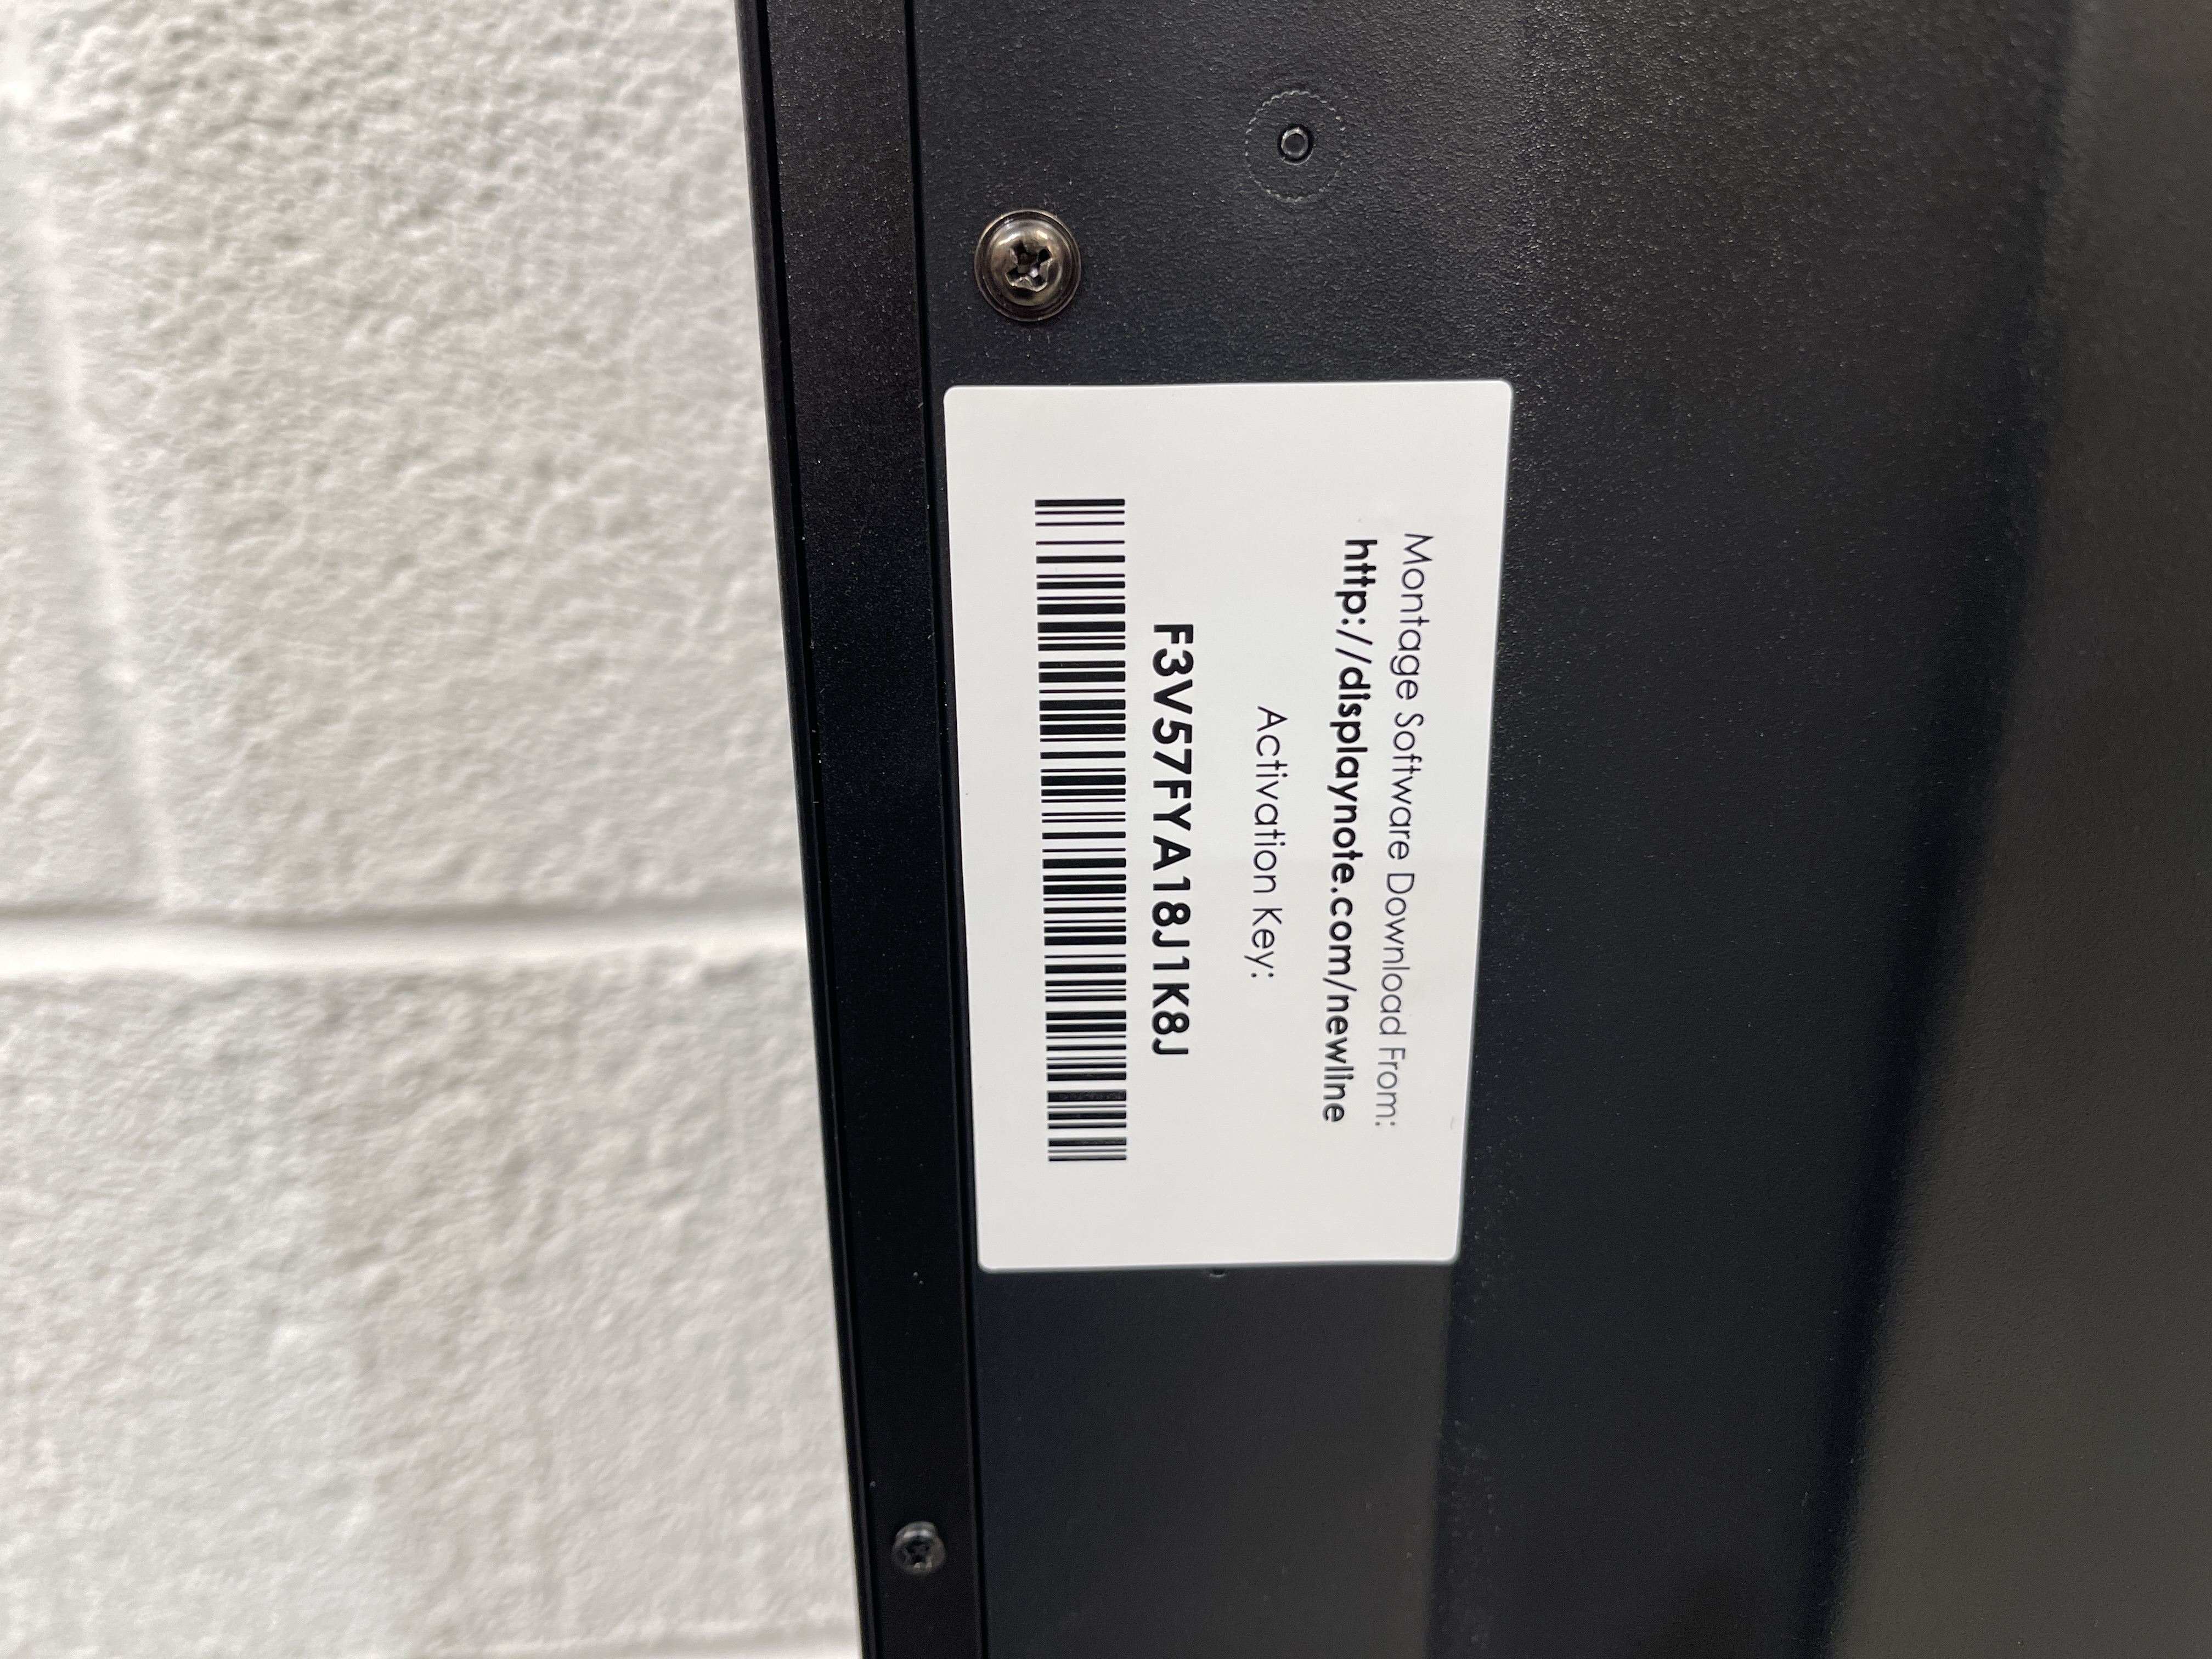 Montage Software Download From:
http://displaynote.com/newline
Activation Key:
F3V57FYA18J1K8J